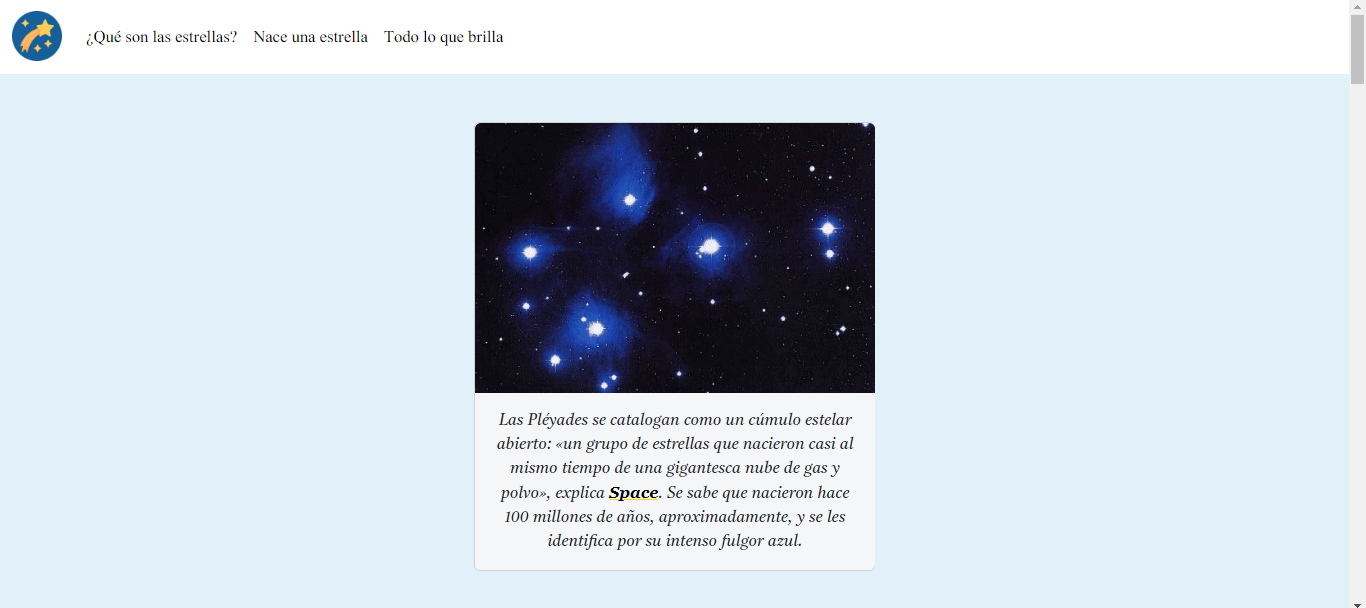 ¿Qué son las estrellas? Nace una estrella Todo lo que brilla
Las Pléyades se catalogan como un cúmulo estelar
abierto: «un grupo de estrellas que nacieron casi al
mismo tiempo de una gigantesca nube de gas y
polvo», explica Space. Se sabe que nacieron hace
100 millones de años, aproximadamente, y se les
identifica por su intenso fulgor azul.